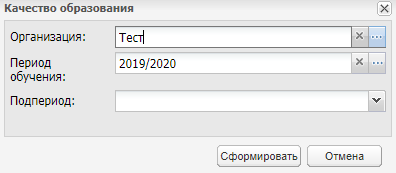 Качество образования
Организация: Тест
Период обучения: 2019/2020
Подпериод:
Сформировать Отмена